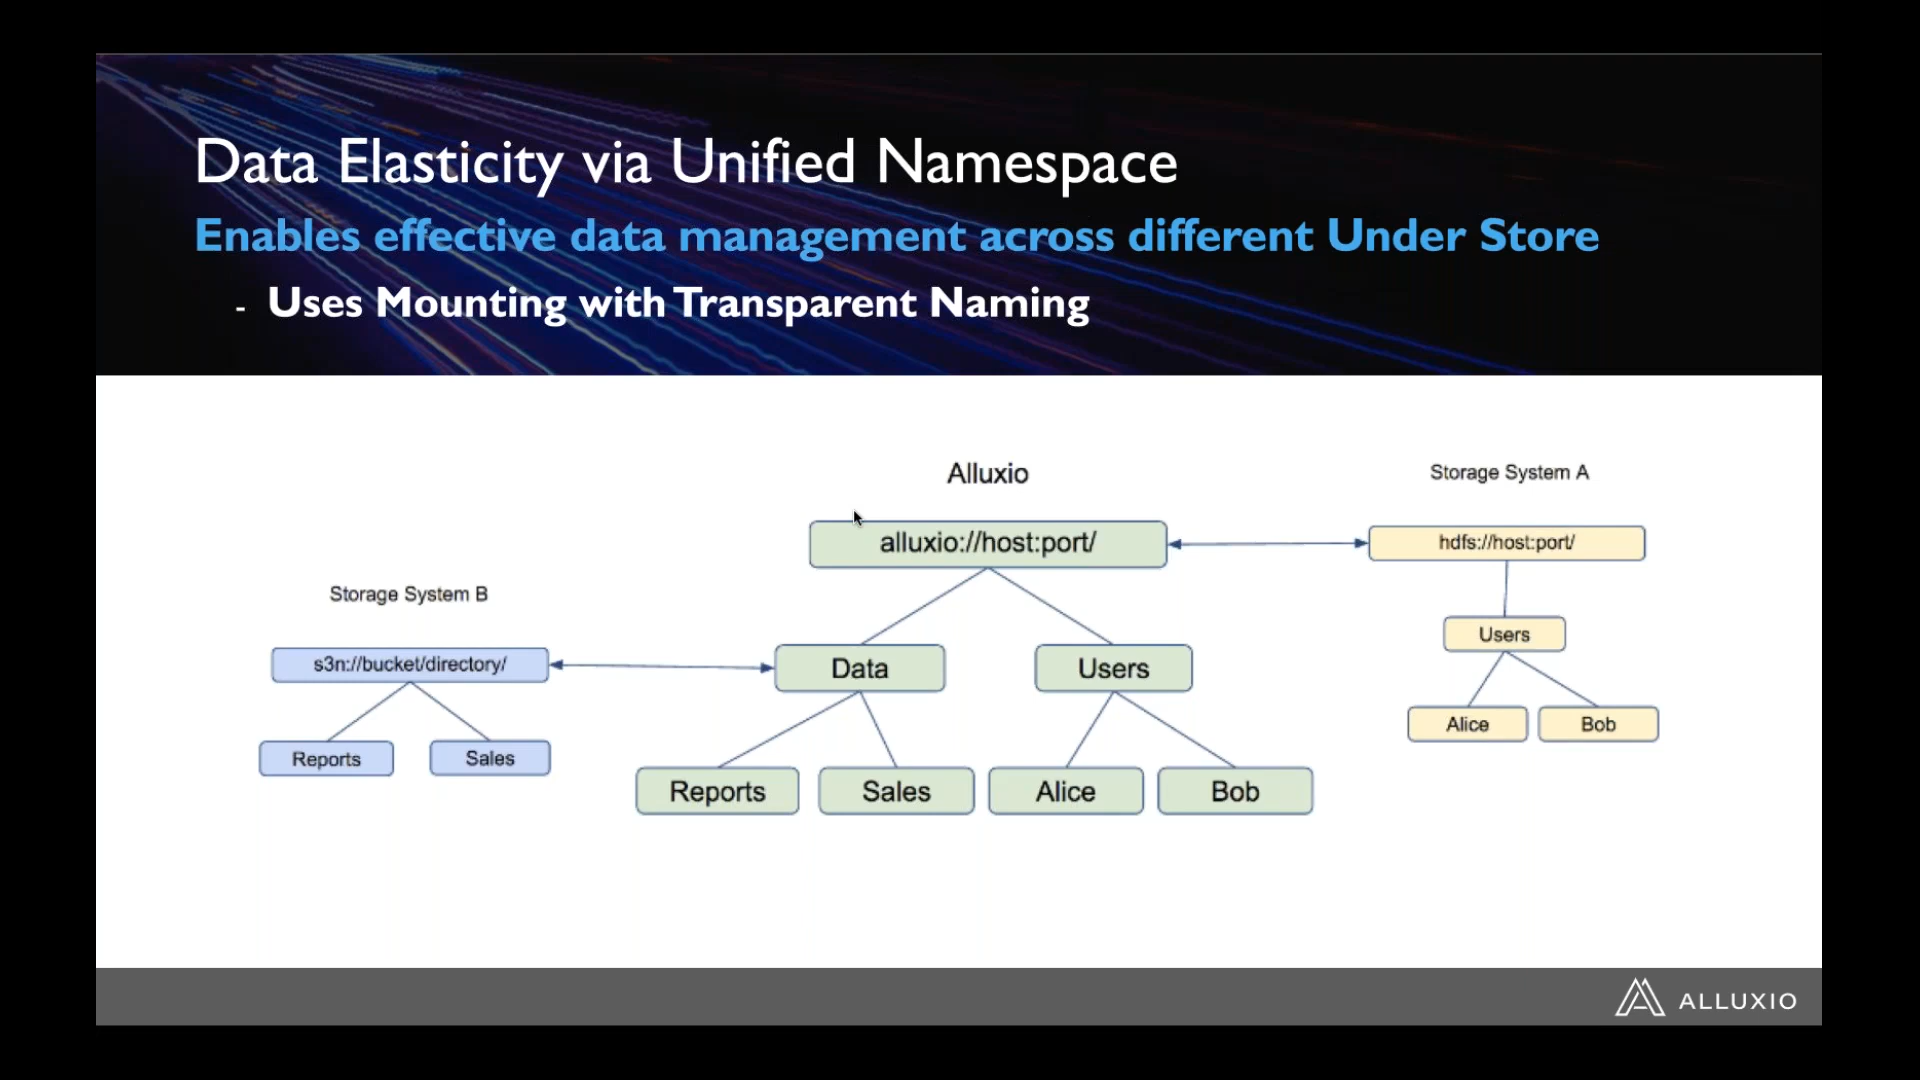 Data Elasticity via Unified Namespace
Enables effective data management across different Under Store
- Uses Mounting with Transparent Naming
Alluxio
Storage System A
alluxio://host:port/
hdfs://host:port/
Storage System B
s3n://bucket/directory/
Data
Users
Users
Reports
Sales
Alice
Bob
Reports
Sales
Alice
Bob
ALLUXIO